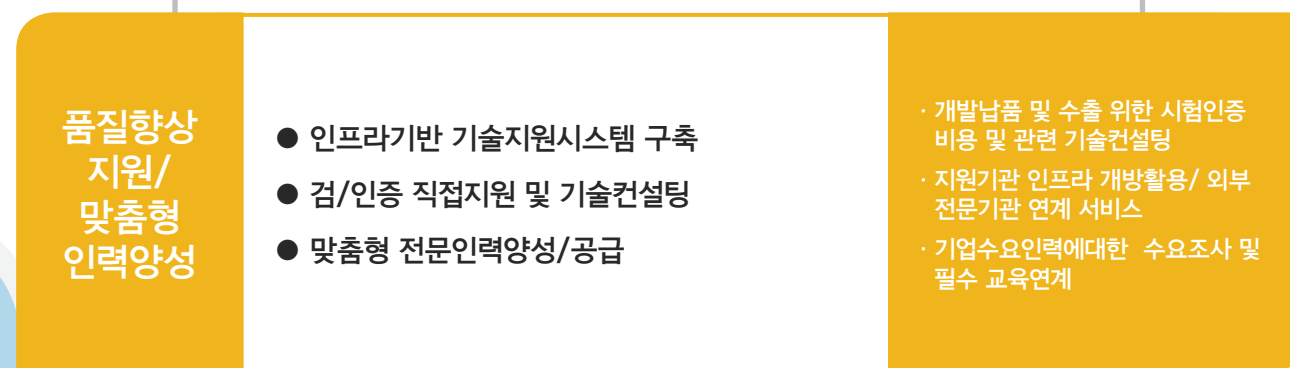 품질향상
지원/
맞춤형
인력양성
● 인프라기반 기술지원시스템 구축
● 검/인증 직접지원 및 기술컨설팅
● 맞춤형 전문인력양성/공급
· 개발납품 및 수출 위한 시험인증
비용 및 관련 기술컨설팅
· 지원기관 인프라 개방활용/ 외부
전문기관 연계 서비스
· 기업수요인력에대한 수요조사 및
필수 교육연계